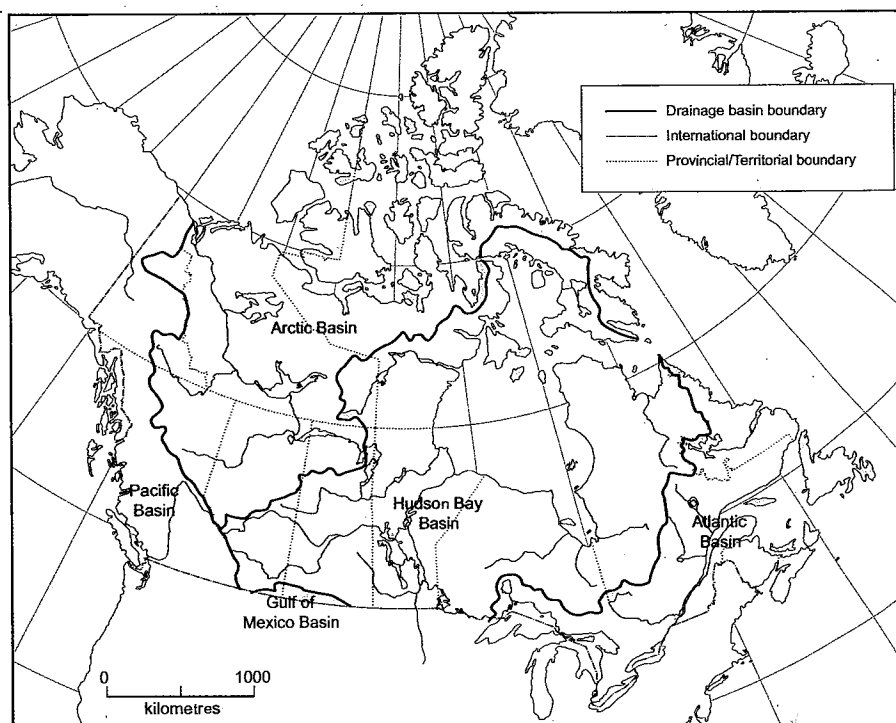 Drainage basin boundary
International boundary
Provincial/Territorial boundary
Arctic Basin
Pacific
Basin
Hudson Bay
Basin
Atlantic
Basin
Gulf of
Mexico Basin
0
1000
kilometres